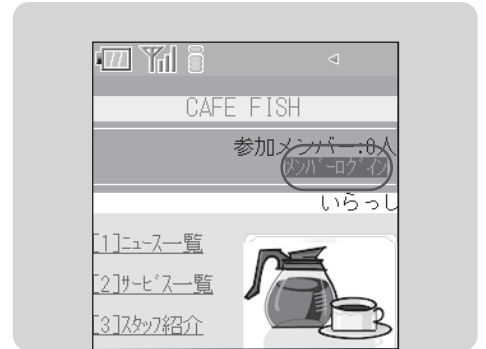 CAFE FISH
参加メンバー:0人
ﾒﾝﾊﾞｰﾛｸﾞｲﾝ
いらっし
[1]ﾆｭｰｽ一覧
[2]ｻｰﾋﾞｽ一覧
[3]ｽﾀｯﾌ紹介